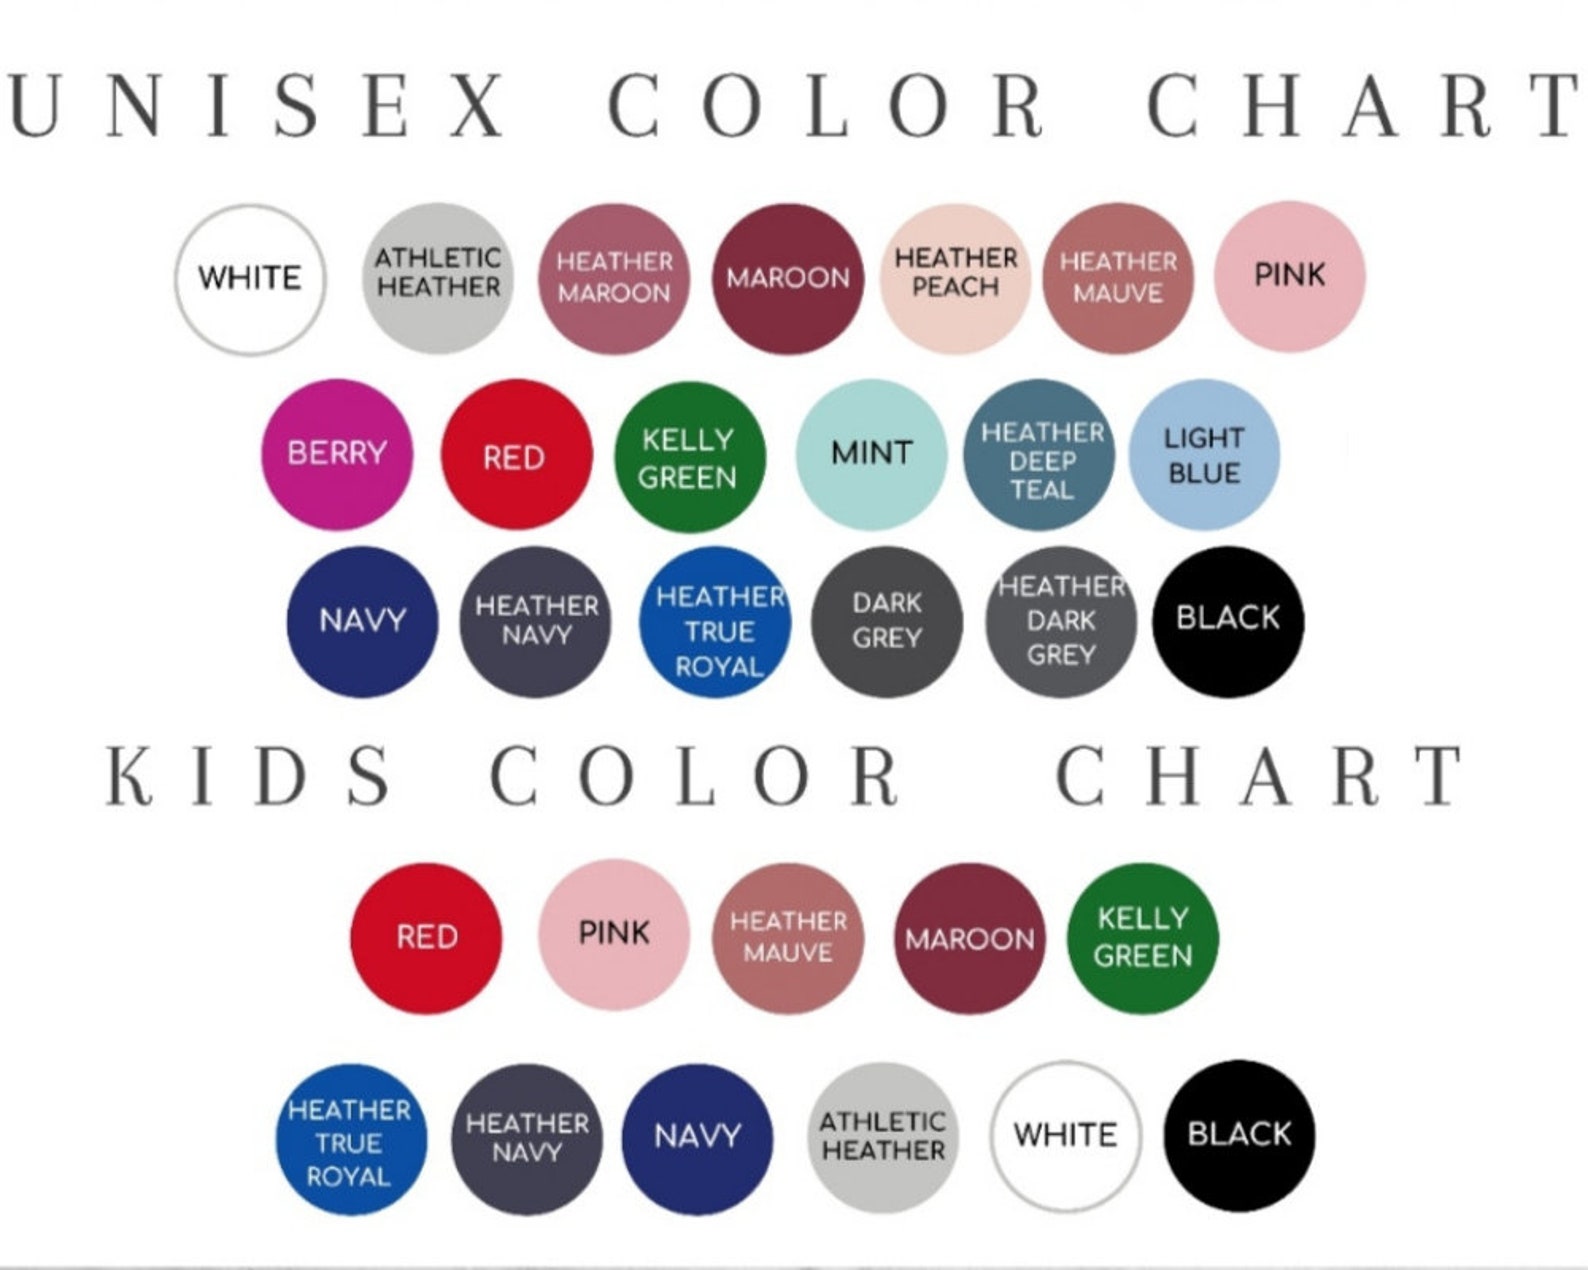 UNISEX COLOR CHART
WHITE
ATHLETIC
HEATHER
HEATHER
MAROON
MAROON
HEATHER
PEACH
HEATHER
MAUVE
PINK
BERRY
RED
KELLY
GREEN
MINT
HEATHER
DEEP
TEAL
LIGHT
BLUE
NAVY
HEATHER
NAVY
HEATHER
TRUE
ROYAL
DARK
GREY
HEATHER
DARK
GREY
BLACK
KIDS COLOR CHART
RED
PINK
HEATHER
MAUVE
MAROON
KELLY
GREEN
HEATHER
TRUE
ROYAL
HEATHER
NAVY
NAVY
ATHLETIC
HEATHER
WHITE
BLACK